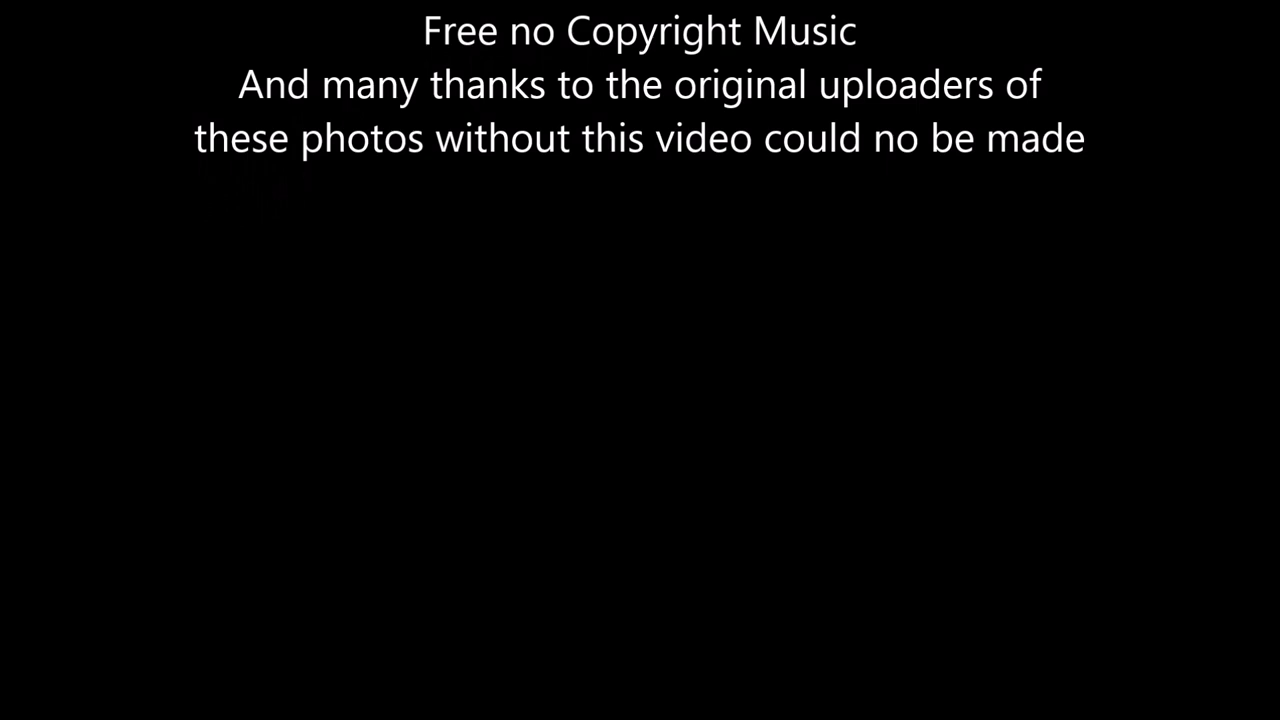 Free no Copyright Music
And many thanks to the original uploaders of
these photos without this video could no be made